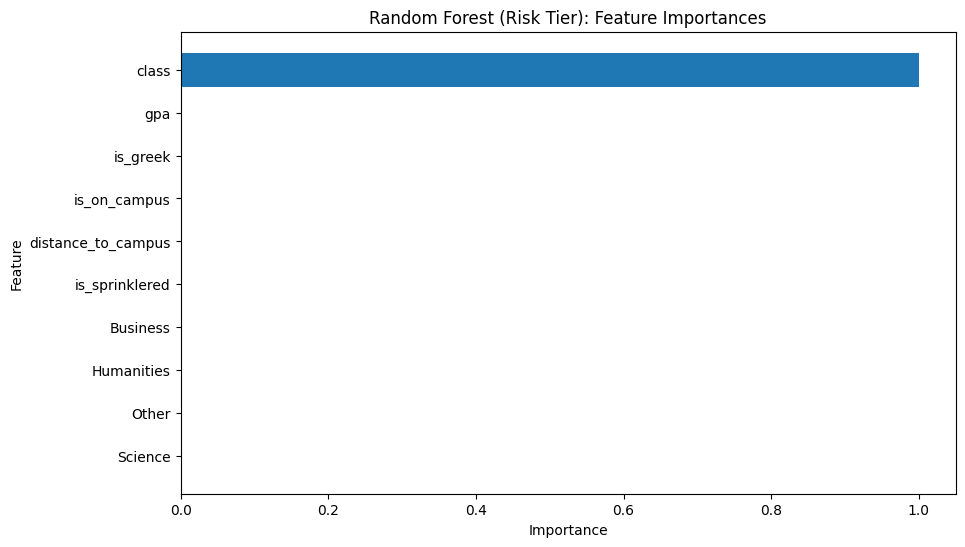 Random Forest (Risk Tier): Feature Importances
class
gpa
is_greek
is_on_campus
distance_to_campus
is_sprinklered
Business
Humanities
Other
Science
Feature
0.0 0.2 0.4 0.6 0.8 1.0
Importance